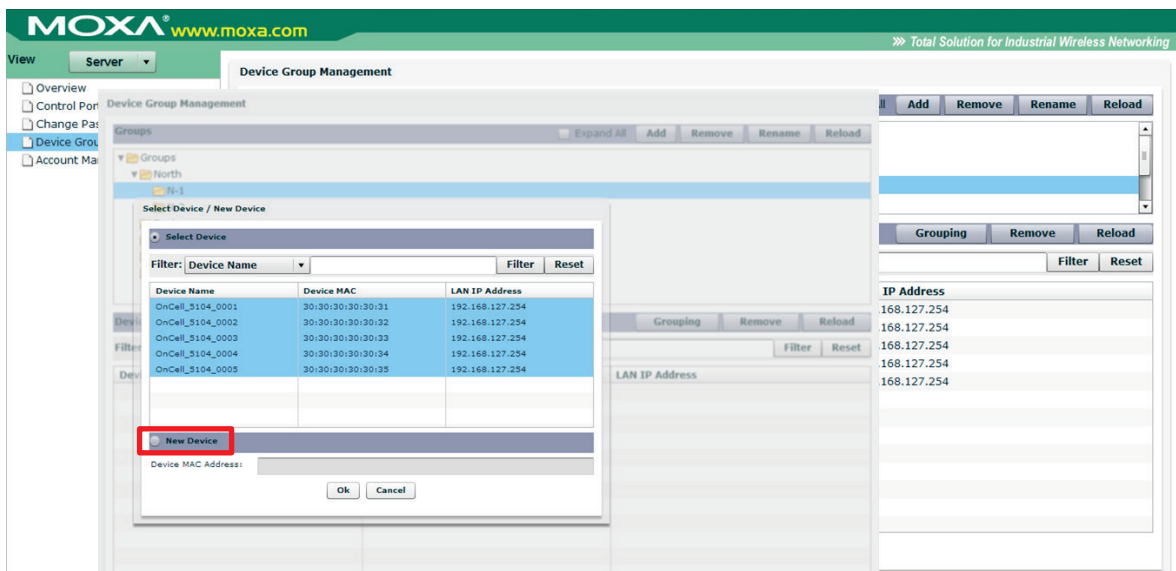 MOXA® www.moxa.com
Total Solution for Industrial Wireless Networking
View
Server
Overview
Control Port
Change Pas
Device Grou
Account Ma
Device Group Management
Add Remove Rename Reload
Grouping Remove Reload
Filter Reset
IP Address
.168.127.254
.168.127.254
.168.127.254
.168.127.254
.168.127.254
Device Group Management
Groups Expand All Add Remove Rename Reload
Groups
North
N-1
Grouping Remove Reload
Filter
Filter Reset
LAN IP Address
Select Device / New Device
Select Device
Filter: Device Name Filter Reset
Device Name Device MAC LAN IP Address
OnCell_5104_0001 30:30:30:30:30:31 192.168.127.254
OnCell_5104_0002 30:30:30:30:30:32 192.168.127.254
OnCell_5104_0003 30:30:30:30:30:33 192.168.127.254
OnCell_5104_0004 30:30:30:30:30:34 192.168.127.254
OnCell_5104_0005 30:30:30:30:30:35 192.168.127.254
New Device
Device MAC Address:
Ok Cancel